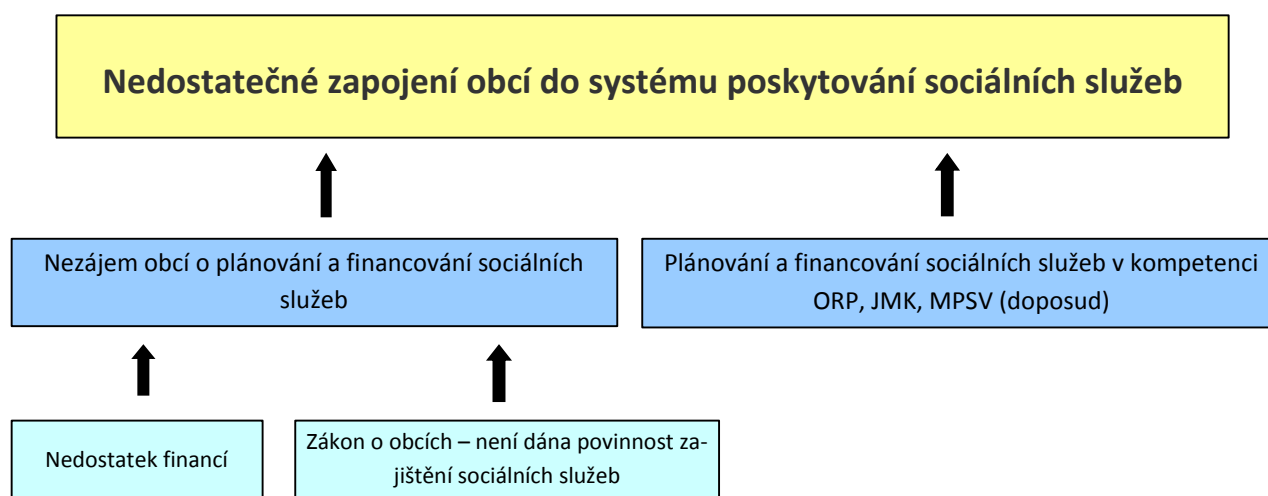 Nedostatečné zapojení obcí do systému poskytování sociálních služeb
Nezájem obcí o plánování a financování sociálních
služeb
Plánování a financování sociálních služeb v kompetenci
ORP, JMK, MPSV (doposud)
Nedostatek financí
Zákon o obcích – není dána povinnost za-
jištění sociálních služeb